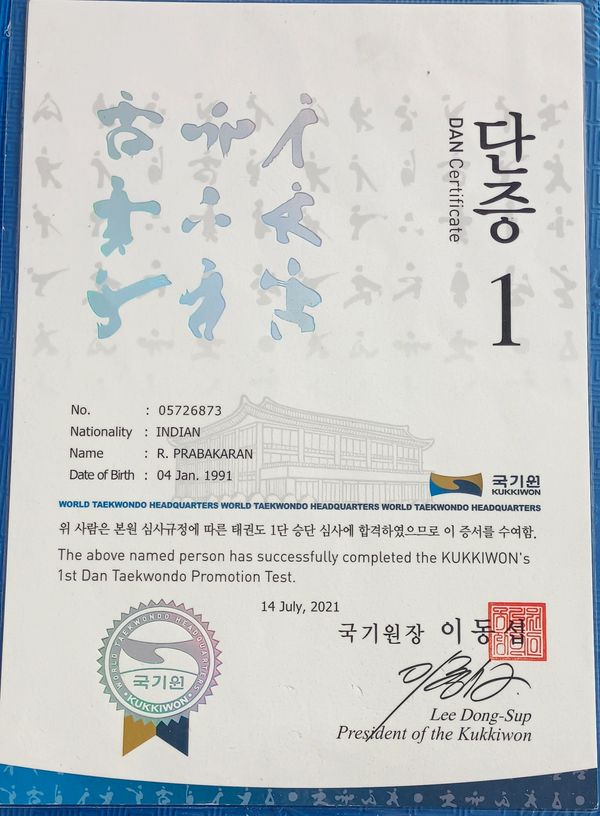 단증 1
DAN Certificate
No. : 05726873
Nationality : INDIAN
Name : R. PRABAKARAN
Date of Birth : 04 Jan. 1991
국기원
KUKKIWON
WORLD TAEKWONDO HEADQUARTERS WORLD TAEKWONDO HEADQUARTERS WORLD TAEKWONDO HEADQUARTERS
위 사람은 본원 심사규정에 따른 태권도 1단 승단 심사에 합격하였으므로 이 증서를 수여함.
The above named person has successfully completed the KUKKIWON's
1st Dan Taekwondo Promotion Test.
14 July, 2021
국기원장 이동섭
Lee Dong-Sup
President of the Kukkiwon
WORLD TAEKWONDO HEADQUARTERS
국기원
KUKKIWON